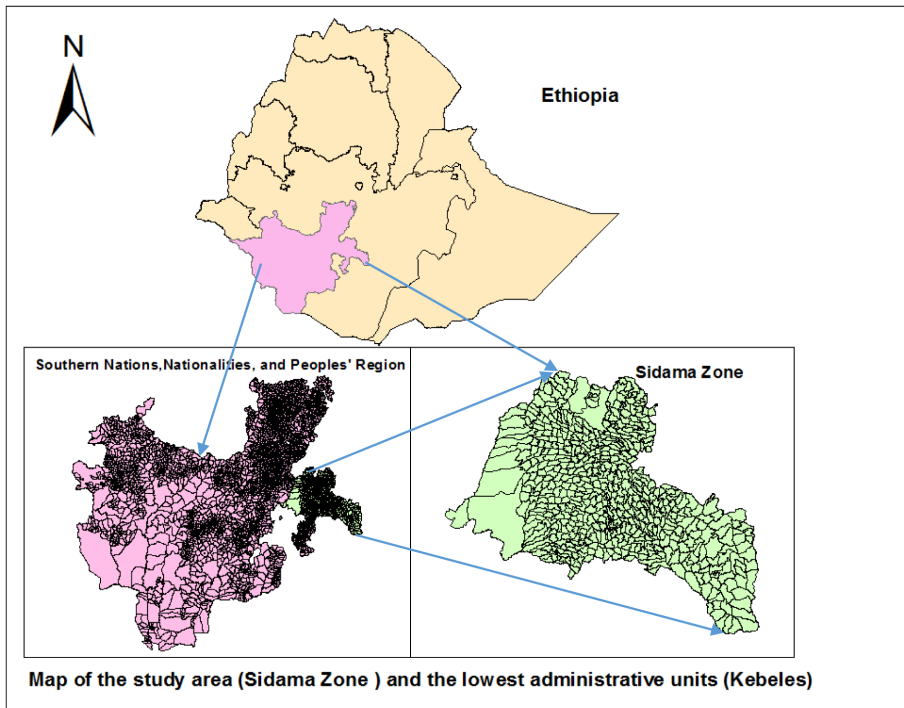 N
Ethiopia
Southern Nations,Nationalities, and Peoples' Region
Sidama Zone
Map of the study area (Sidama Zone ) and the lowest administrative units (Kebeles)